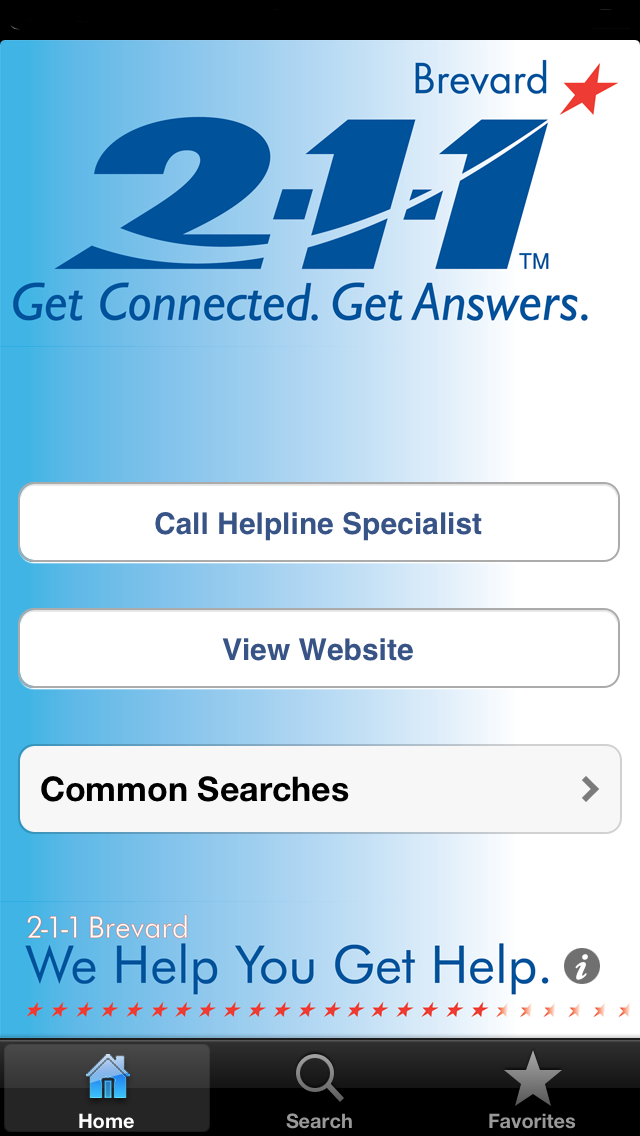 Brevard
2-1-1 ™
Get Connected. Get Answers.
Call Helpline Specialist
View Website
Common Searches
2-1-1 Brevard
We Help You Get Help.
Home Search Favorites